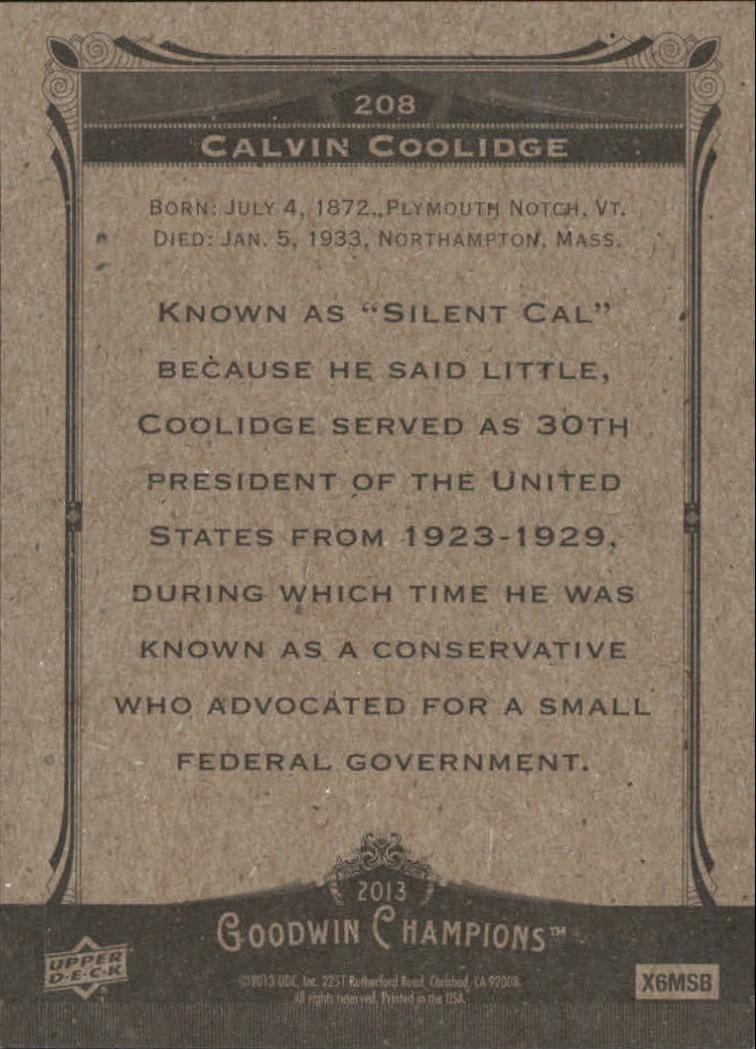 208
CALVIN COOLIDGE
BORN: JULY 4, 1872, PLYMOUTH NOTCH, VT.
DIED: JAN. 5, 1933, NORTHAMPTON, MASS.
KNOWN AS “SILENT CAL”
BECAUSE HE SAID LITTLE,
COOLIDGE SERVED AS 30TH
PRESIDENT OF THE UNITED
STATES FROM 1923-1929,
DURING WHICH TIME HE WAS
KNOWN AS A CONSERVATIVE
WHO ADVOCATED FOR A SMALL
FEDERAL GOVERNMENT.
2013
GOODWIN CHAMPIONS™
UPPER
D·E·C·K
©2013 UDC, Inc. 2251 Rutherford Road, Carlsbad, CA 92008.
All rights reserved. Printed in the USA.
X6MSB